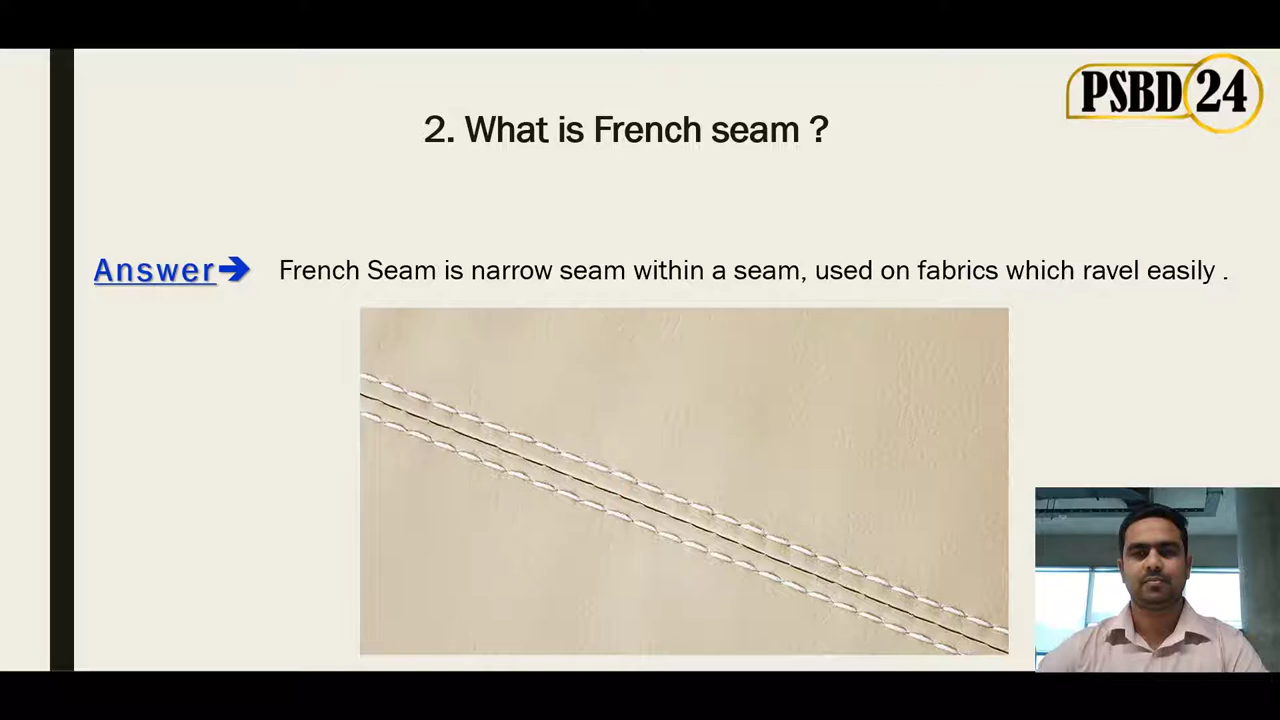 PSBD 24
2. What is French seam ?
Answer➔ French Seam is narrow seam within a seam, used on fabrics which ravel easily .